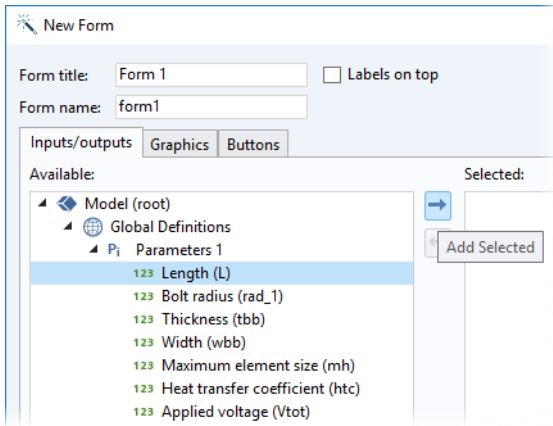 New Form
Form title: Form 1 Labels on top
Form name: form1
Inputs/outputs Graphics Buttons
Available: Selected:
Model (root)
Global Definitions
Pi Parameters 1
Add Selected
123 Length (L)
123 Bolt radius (rad_1)
123 Thickness (tbb)
123 Width (wbb)
123 Maximum element size (mh)
123 Heat transfer coefficient (htc)
123 Applied voltage (Vtot)